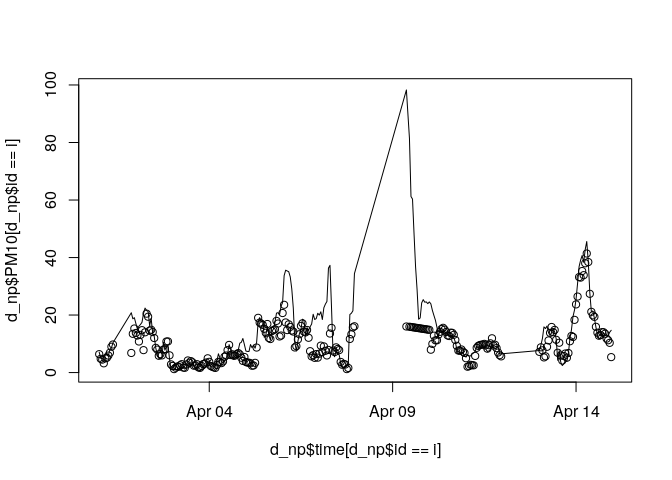 d_np$PM10[d_np$id == i]
100
80
60
40
20
0
Apr 04
Apr 09
Apr 14
d_np$time[d_np$id == i]